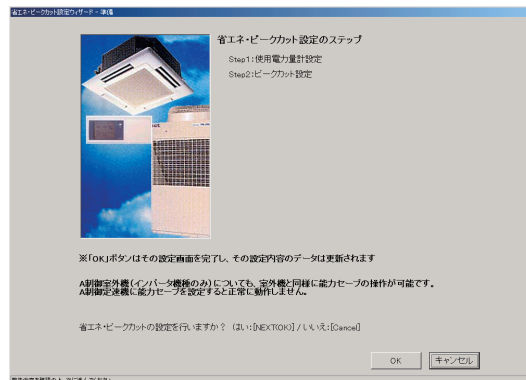 省エネ・ピークカット設定ウィザード - 準備
省エネ・ピークカット設定のステップ
Step1:使用電力量計設定
Step2:ピークカット設定
※「OK」ボタンはその設定画面を完了し、その設定内容のデータは更新されます
A制御室外機(インバータ機種のみ)についても、室外機と同様に能力セーブの操作が可能です。
A制御定速機に能力セーブを設定すると正常に動作しません。
省エネ・ピークカットの設定を行いますか? (はい:[NEXT(OK)] / いいえ:[Cancel]
OK
キャンセル